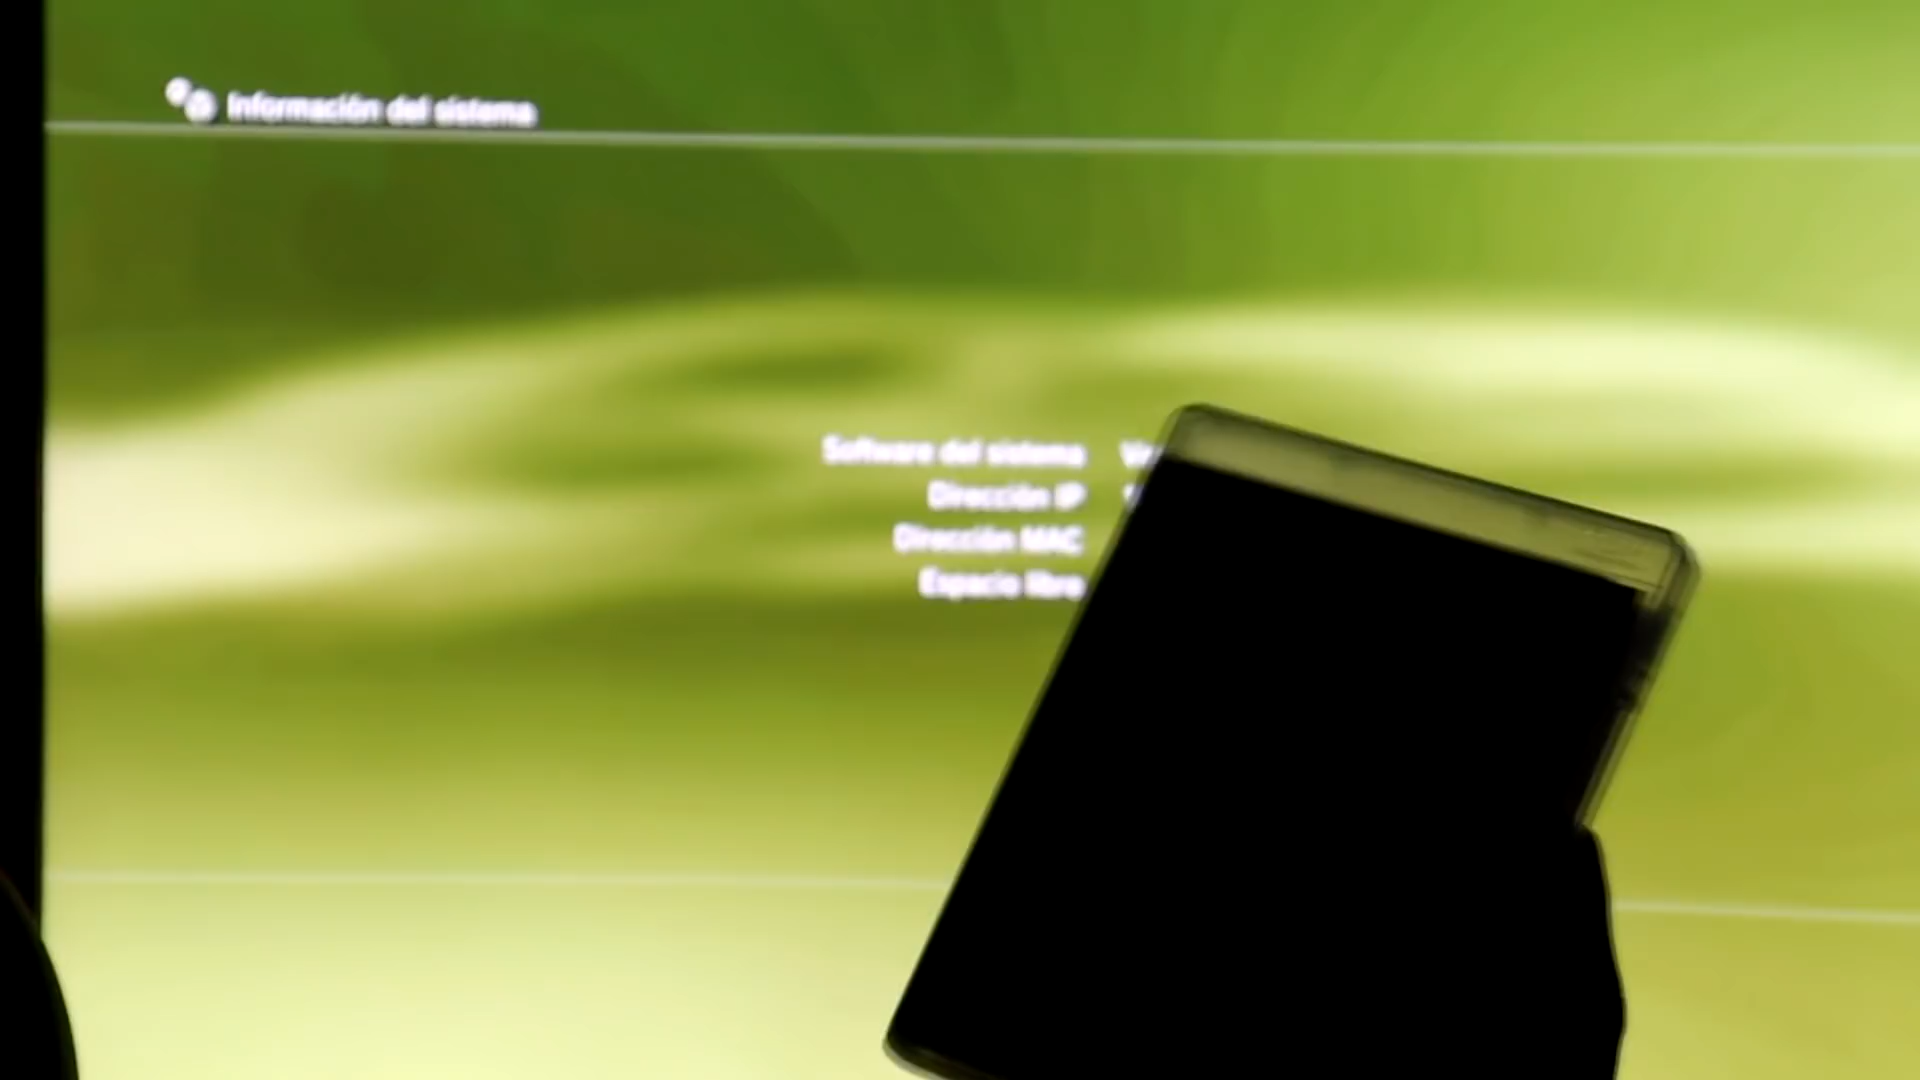 Información del sistema
Software del sistema
Dirección IP
Dirección MAC
Espacio libre